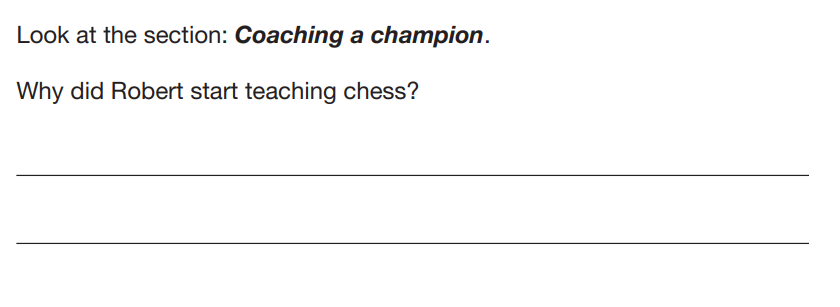 Look at the section: Coaching a champion.
Why did Robert start teaching chess?